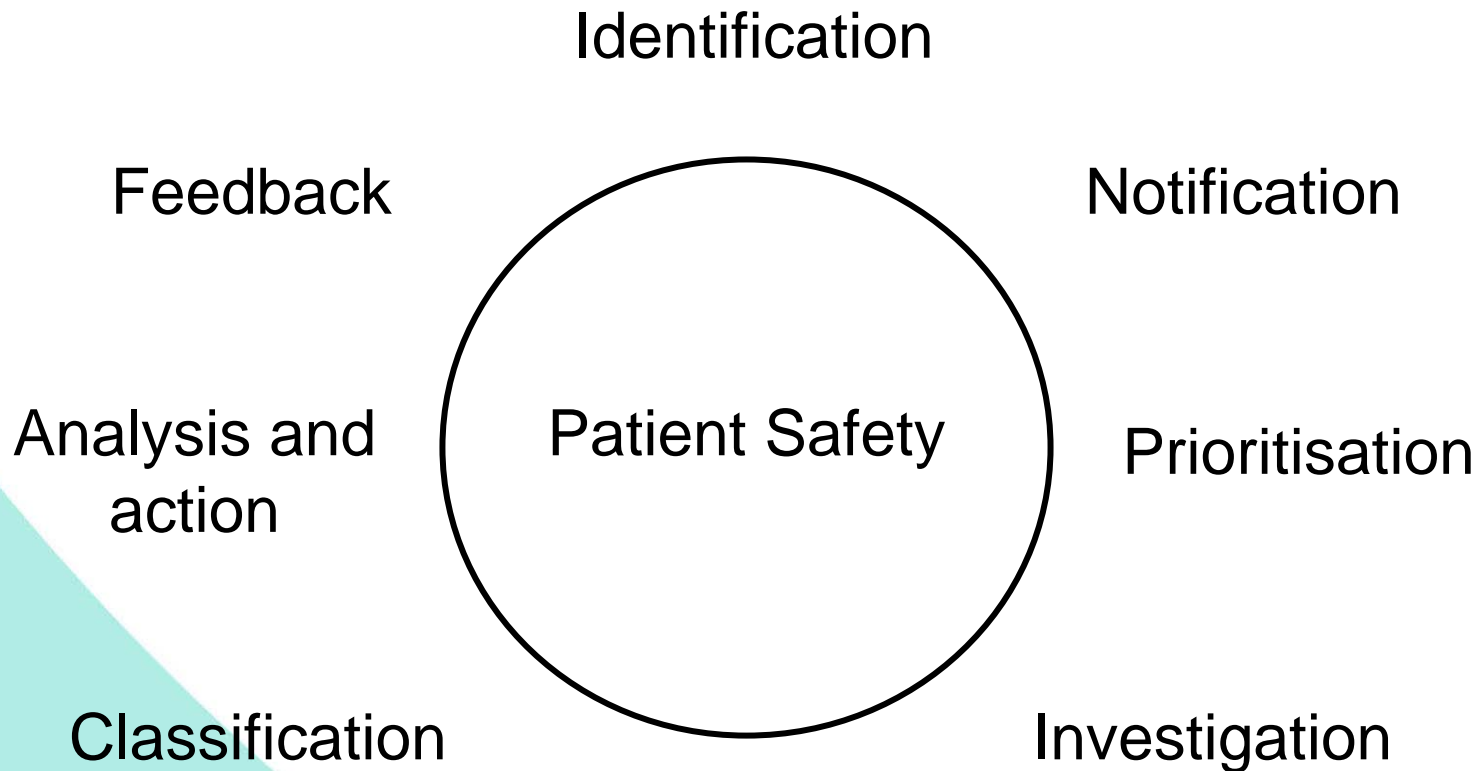 Identification
Feedback
Notification
Analysis and
action
Patient Safety
Prioritisation
Classification
Investigation